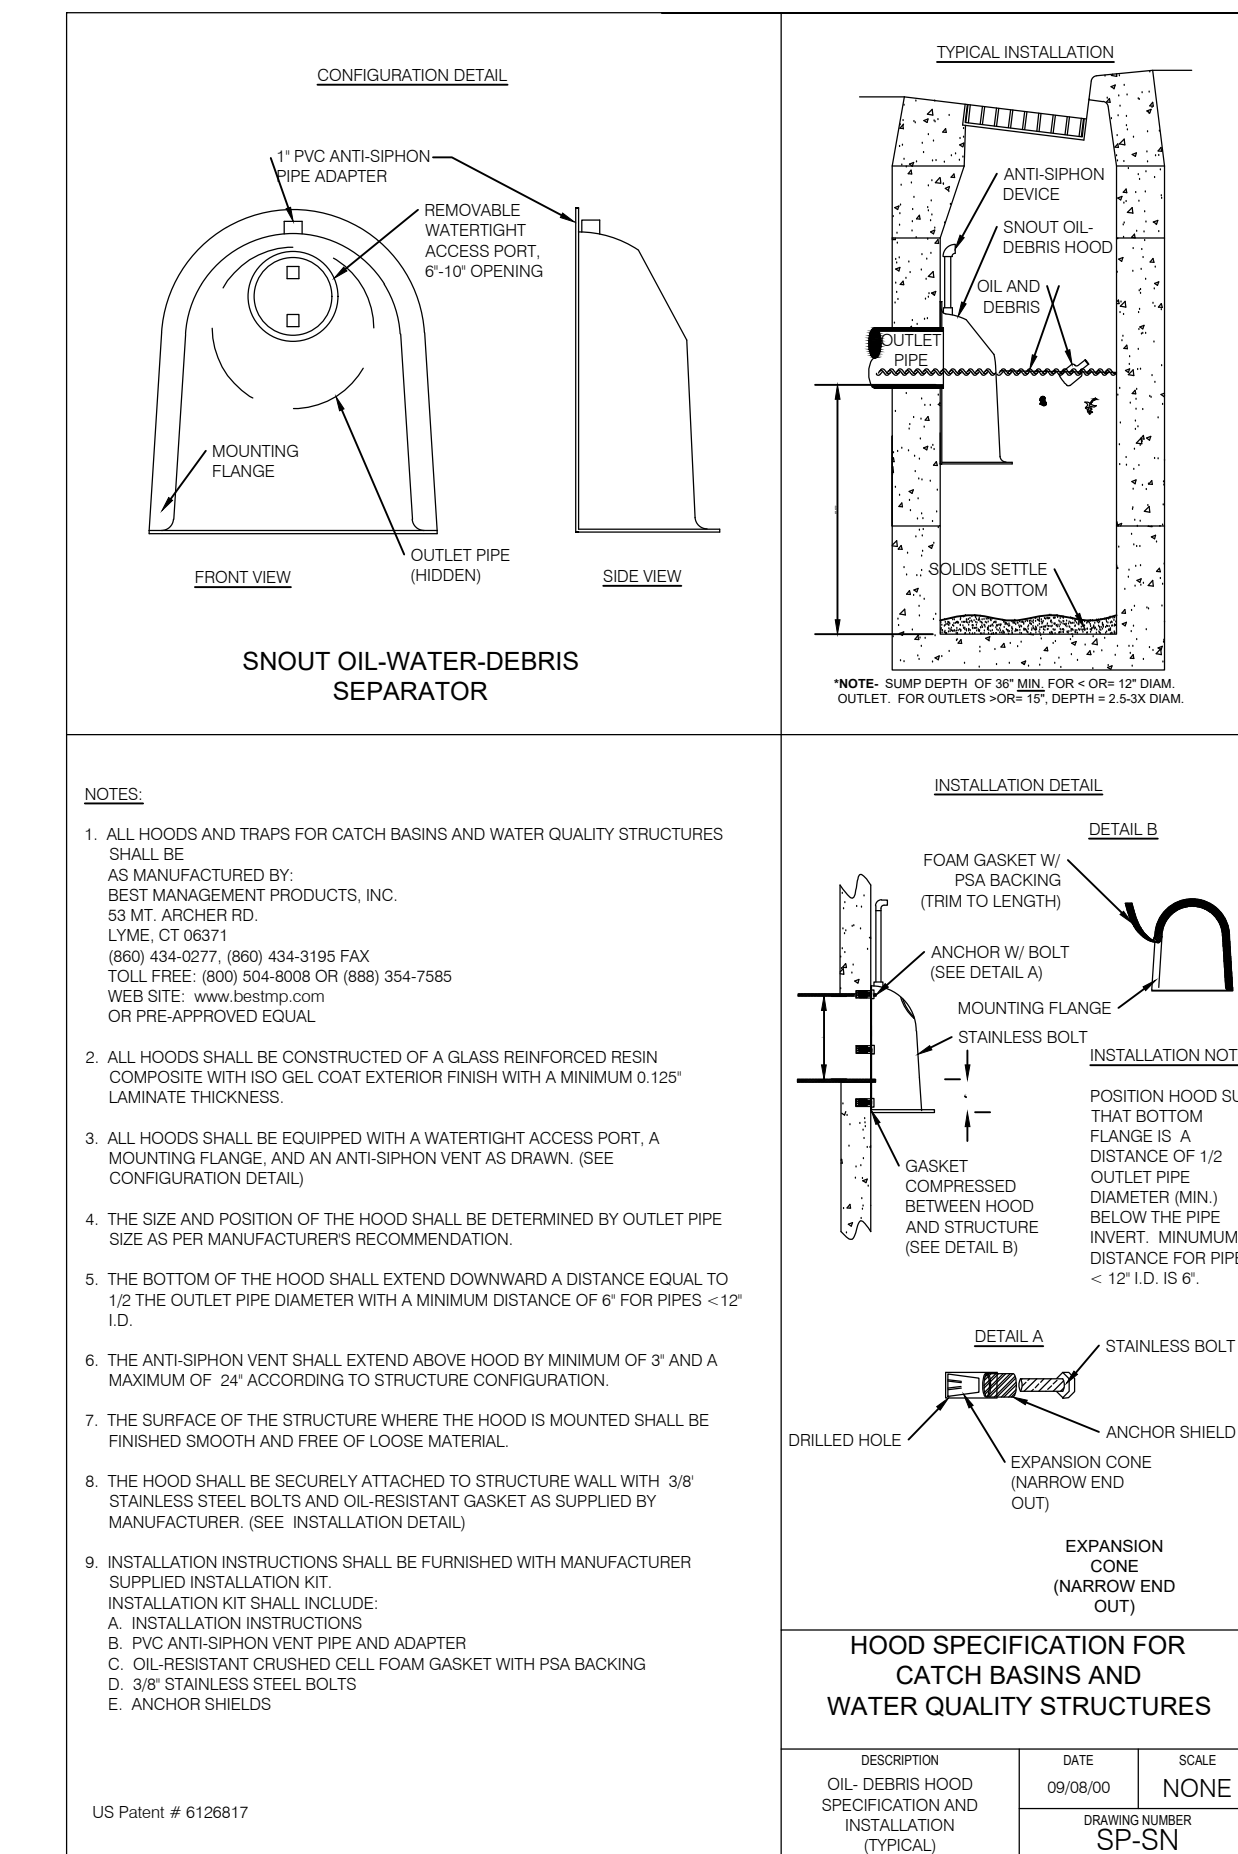 CONFIGURATION DETAIL
1" PVC ANTI-SIPHON
PIPE ADAPTER
REMOVABLE
WATERTIGHT
ACCESS PORT,
6"-10" OPENING
MOUNTING
FLANGE
OUTLET PIPE
(HIDDEN)
FRONT VIEW
SIDE VIEW
SNOUT OIL-WATER-DEBRIS
SEPARATOR
TYPICAL INSTALLATION
ANTI-SIPHON
DEVICE
SNOUT OIL-
DEBRIS HOOD
OIL AND
DEBRIS
OUTLET
PIPE
SOLIDS SETTLE
ON BOTTOM
*NOTE- SUMP DEPTH OF 36" MIN. FOR < OR= 12" DIAM.
OUTLET. FOR OUTLETS >OR= 15", DEPTH = 2.5-3X DIAM.
NOTES:
1. ALL HOODS AND TRAPS FOR CATCH BASINS AND WATER QUALITY STRUCTURES
SHALL BE
AS MANUFACTURED BY:
BEST MANAGEMENT PRODUCTS, INC.
53 MT. ARCHER RD.
LYME, CT 06371
(860) 434-0277, (860) 434-3195 FAX
TOLL FREE: (800) 504-8008 OR (888) 354-7585
WEB SITE: www.bestmp.com
OR PRE-APPROVED EQUAL
2. ALL HOODS SHALL BE CONSTRUCTED OF A GLASS REINFORCED RESIN
COMPOSITE WITH ISO GEL COAT EXTERIOR FINISH WITH A MINIMUM 0.125"
LAMINATE THICKNESS.
3. ALL HOODS SHALL BE EQUIPPED WITH A WATERTIGHT ACCESS PORT, A
MOUNTING FLANGE, AND AN ANTI-SIPHON VENT AS DRAWN. (SEE
CONFIGURATION DETAIL)
4. THE SIZE AND POSITION OF THE HOOD SHALL BE DETERMINED BY OUTLET PIPE
SIZE AS PER MANUFACTURER'S RECOMMENDATION.
5. THE BOTTOM OF THE HOOD SHALL EXTEND DOWNWARD A DISTANCE EQUAL TO
1/2 THE OUTLET PIPE DIAMETER WITH A MINIMUM DISTANCE OF 6" FOR PIPES <12"
I.D.
6. THE ANTI-SIPHON VENT SHALL EXTEND ABOVE HOOD BY MINIMUM OF 3" AND A
MAXIMUM OF 24" ACCORDING TO STRUCTURE CONFIGURATION.
7. THE SURFACE OF THE STRUCTURE WHERE THE HOOD IS MOUNTED SHALL BE
FINISHED SMOOTH AND FREE OF LOOSE MATERIAL.
8. THE HOOD SHALL BE SECURELY ATTACHED TO STRUCTURE WALL WITH 3/8'
STAINLESS STEEL BOLTS AND OIL-RESISTANT GASKET AS SUPPLIED BY
MANUFACTURER. (SEE INSTALLATION DETAIL)
9. INSTALLATION INSTRUCTIONS SHALL BE FURNISHED WITH MANUFACTURER
SUPPLIED INSTALLATION KIT.
INSTALLATION KIT SHALL INCLUDE:
A. INSTALLATION INSTRUCTIONS
B. PVC ANTI-SIPHON VENT PIPE AND ADAPTER
C. OIL-RESISTANT CRUSHED CELL FOAM GASKET WITH PSA BACKING
D. 3/8" STAINLESS STEEL BOLTS
E. ANCHOR SHIELDS
US Patent # 6126817
INSTALLATION DETAIL
DETAIL B
FOAM GASKET W/
PSA BACKING
(TRIM TO LENGTH)
ANCHOR W/ BOLT
(SEE DETAIL A)
MOUNTING FLANGE
STAINLESS BOLT
INSTALLATION NOT
POSITION HOOD SU
THAT BOTTOM
FLANGE IS A
DISTANCE OF 1/2
OUTLET PIPE
DIAMETER (MIN.)
BELOW THE PIPE
INVERT. MINUMUM
DISTANCE FOR PIPE
< 12" I.D. IS 6".
GASKET
COMPRESSED
BETWEEN HOOD
AND STRUCTURE
(SEE DETAIL B)
DETAIL A
STAINLESS BOLT
DRILLED HOLE
ANCHOR SHIELD
EXPANSION CONE
(NARROW END
OUT)
EXPANSION
CONE
(NARROW END
OUT)
HOOD SPECIFICATION FOR
CATCH BASINS AND
WATER QUALITY STRUCTURES
DESCRIPTION
OIL- DEBRIS HOOD
SPECIFICATION AND
INSTALLATION
(TYPICAL)
DATE
09/08/00
SCALE
NONE
DRAWING NUMBER
SP-SN